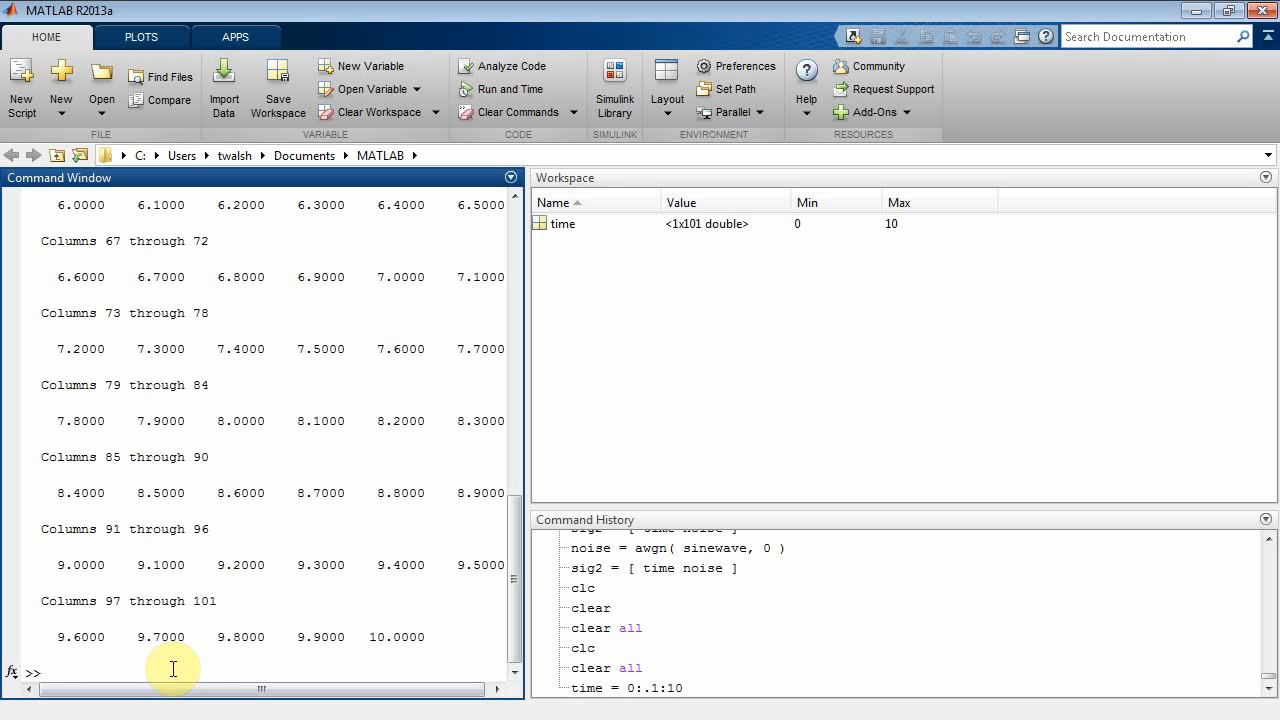 MATLAB R2013a
HOME PLOTS APPS
Search Documentation
New Script New Open Find Files Compare
Import Data Save Workspace New Variable Open Variable Clear Workspace
Analyze Code Run and Time Clear Commands
Simulink Library Layout Preferences Set Path Parallel
Help Community Request Support Add-Ons
FILE VARIABLE CODE SIMULINK ENVIRONMENT RESOURCES
C: Users twalsh Documents MATLAB
Command Window
6.0000 6.1000 6.2000 6.3000 6.4000 6.5000
Columns 67 through 72
6.6000 6.7000 6.8000 6.9000 7.0000 7.1000
Columns 73 through 78
7.2000 7.3000 7.4000 7.5000 7.6000 7.7000
Columns 79 through 84
7.8000 7.9000 8.0000 8.1000 8.2000 8.3000
Columns 85 through 90
8.4000 8.5000 8.6000 8.7000 8.8000 8.9000
Columns 91 through 96
9.0000 9.1000 9.2000 9.3000 9.4000 9.5000
Columns 97 through 101
9.6000 9.7000 9.8000 9.9000 10.0000
fx >>
Workspace
Name Value Min Max
time <1x101 double> 0 10
Command History
sig2 = [ time noise ]
noise = awgn( sinewave, 0 )
sig2 = [ time noise ]
clc
clear
clear all
clc
clear all
time = 0:.1:10